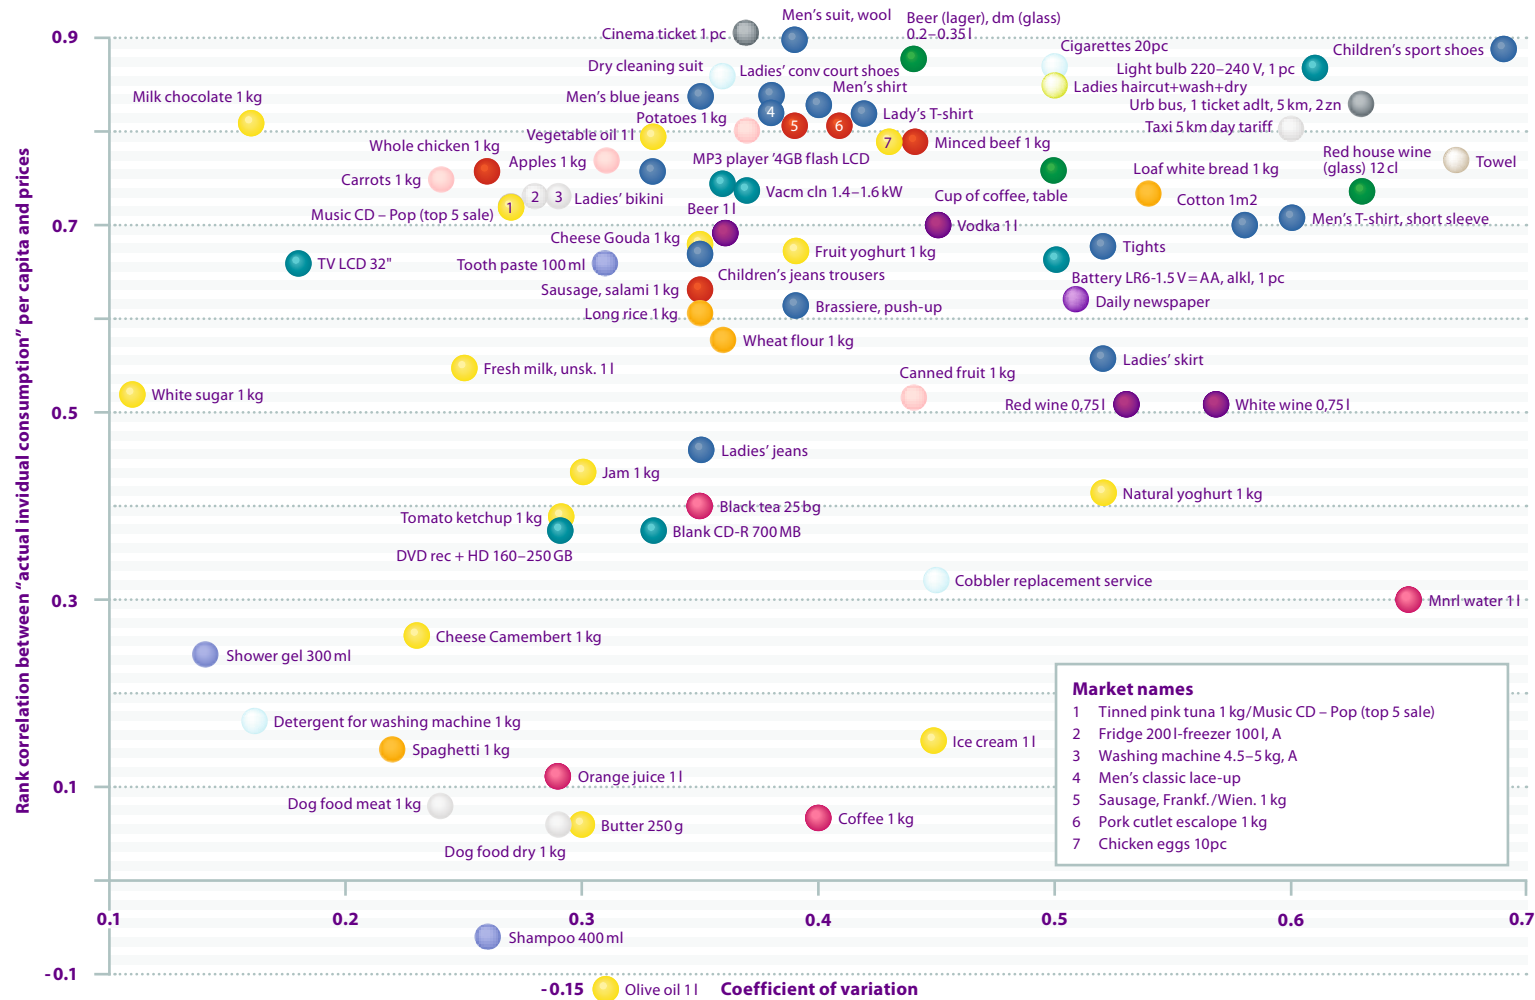 Men's suit, wool
Beer (lager), dm (glass)
0.2–0.35 l
Cinema ticket 1 pc
0.9
Cigarettes 20pc
Children's sport shoes
Dry cleaning suit
Ladies' conv court shoes
Light bulb 220–240 V, 1 pc
Men's shirt
Ladies haircut+wash+dry
Milk chocolate 1 kg
Men's blue jeans
Urb bus, 1 ticket adlt, 5 km, 2zn
4
Lady's T-shirt
Potatoes 1 kg
5
6
Taxi 5 km day tariff
Vegetable oil 1 l
7
Minced beef 1 kg
Whole chicken 1 kg
Apples 1 kg
MP3 player '4GB flash LCD
Red house wine
(glass) 12 cl
Towel
Loaf white bread 1 kg
Carrots 1 kg
Vacm cln 1.4–1.6 kW
Cup of coffee, table
Cotton 1m2
1
2
3
Ladies' bikini
Music CD – Pop (top 5 sale)
Beer 1 l
Men's T-shirt, short sleeve
0.7
Vodka 1 l
Cheese Gouda 1 kg
Fruit yoghurt 1 kg
Tights
TV LCD 32"
Tooth paste 100 ml
Children's jeans trousers
Battery LR6-1.5 V = AA, alkl, 1 pc
Sausage, salami 1 kg
Daily newspaper
Brassiere, push-up
Long rice 1 kg
Wheat flour 1 kg
Ladies' skirt
Fresh milk, unsk. 1 l
Canned fruit 1 kg
White sugar 1 kg
Red wine 0,75 l
White wine 0,75 l
0.5
Ladies' jeans
Jam 1 kg
Natural yoghurt 1 kg
Black tea 25 bg
Tomato ketchup 1 kg
Blank CD-R 700 MB
DVD rec + HD 160–250 GB
Cobbler replacement service
0.3
Mnrl water 1 l
Cheese Camembert 1 kg
Shower gel 300 ml
Detergent for washing machine 1 kg
Spaghetti 1 kg
Ice cream 1 l
Orange juice 1 l
0.1
Dog food meat 1 kg
Coffee 1 kg
Butter 250 g
Dog food dry 1 kg
Rank correlation between "actual invidual consumption" per capita and prices
Market names
1 Tinned pink tuna 1 kg/Music CD – Pop (top 5 sale)
2 Fridge 200 l-freezer 100 l, A
3 Washing machine 4.5–5 kg, A
4 Men's classic lace-up
5 Sausage, Frankf./Wien. 1 kg
6 Pork cutlet escalope 1 kg
7 Chicken eggs 10pc
0.1 0.2 0.3 0.4 0.5 0.6 0.7
Shampoo 400 ml
-0.1
-0.15
Olive oil 1 l
Coefficient of variation